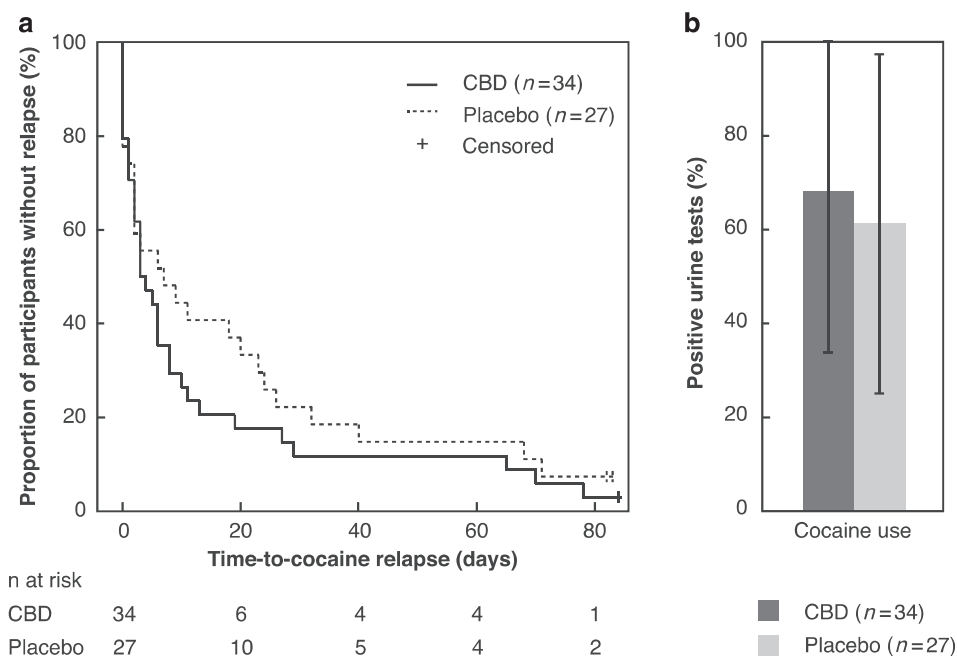 a
Proportion of participants without relapse (%)
100
80
60
40
20
0
CBD (n=34)
Placebo (n=27)
Censored
0 20 40 60 80
Time-to-cocaine relapse (days)
n at risk
CBD 34 6 4 4 1
Placebo 27 10 5 4 2
b
Positive urine tests (%)
100
80
60
40
20
0
Cocaine use
CBD (n=34)
Placebo (n=27)